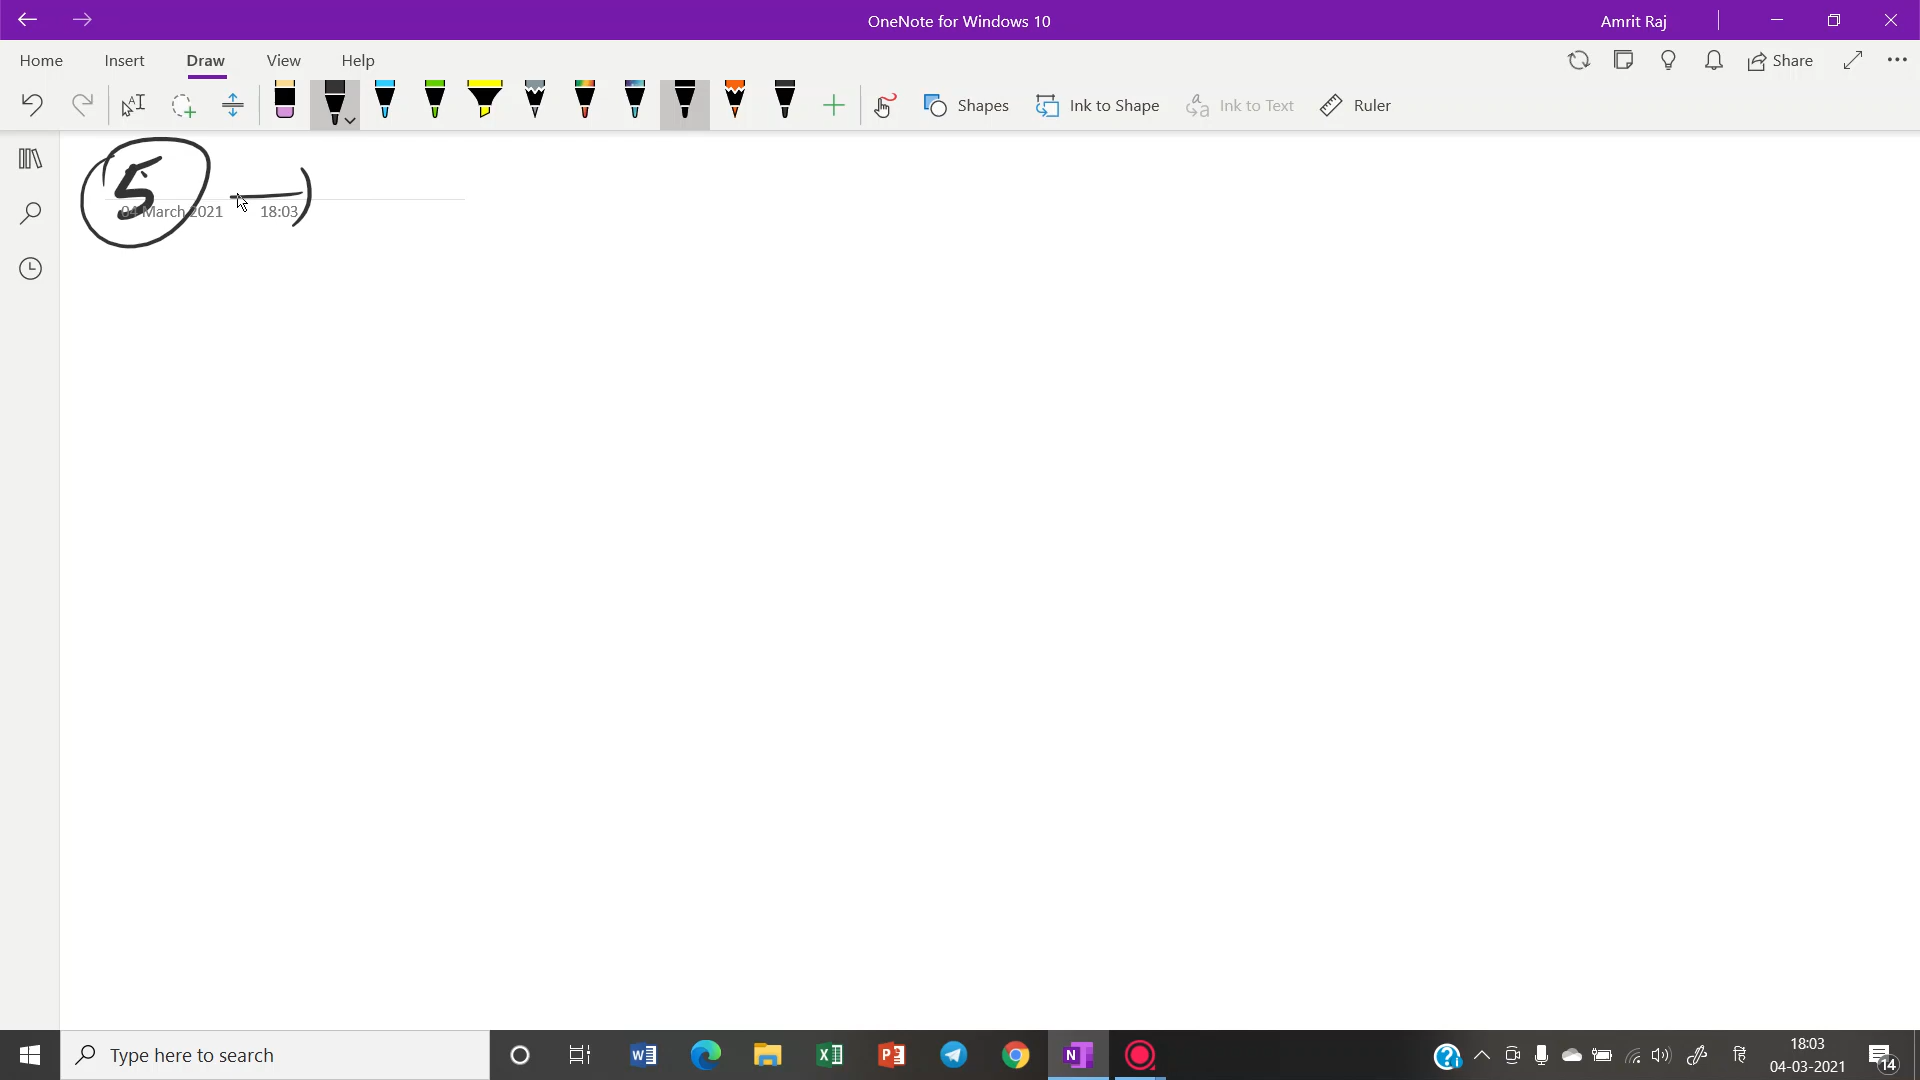 OneNote for Windows 10
Amrit Raj
Home Insert Draw View Help
Share
Shapes Ink to Shape Ink to Text Ruler
5 →
04 March 2021 18:03
Type here to search
हि
18:03
04-03-2021
14